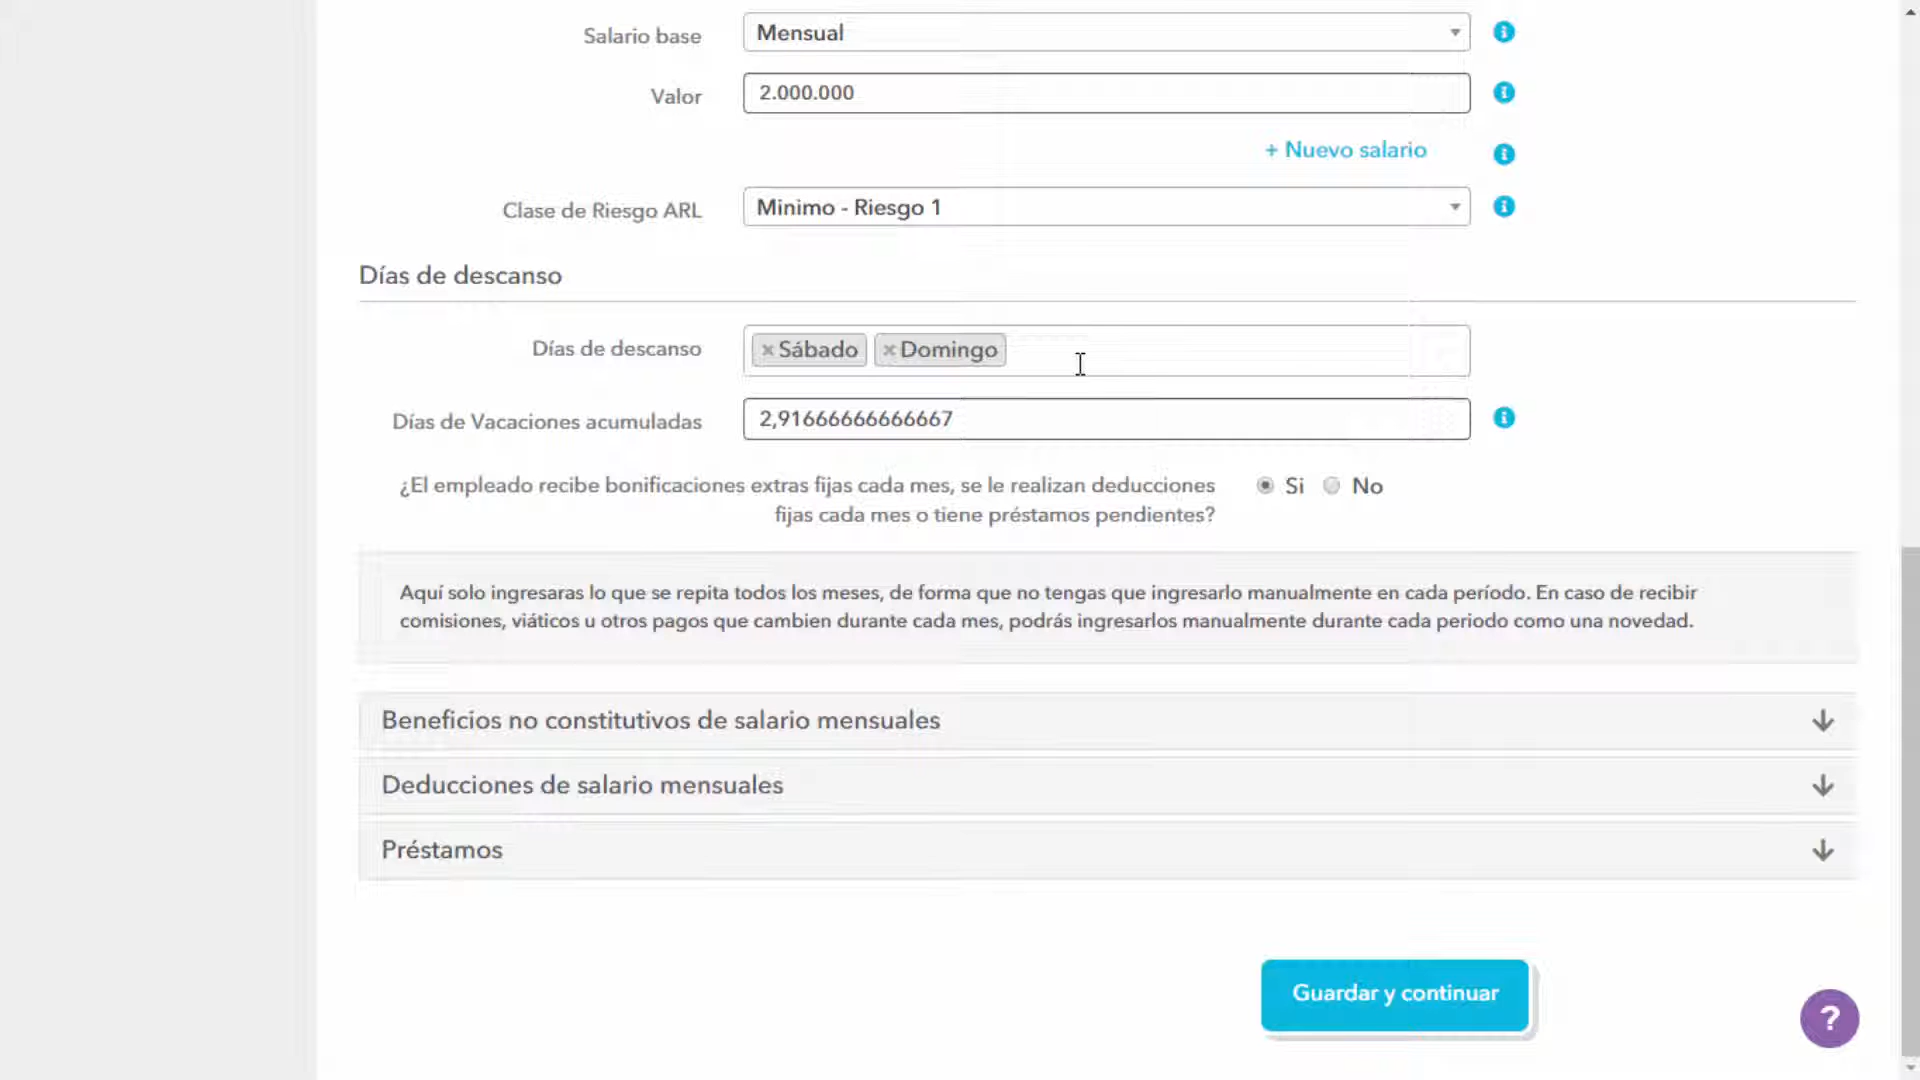 Salario base
Mensual
Valor
2.000.000
+ Nuevo salario
Clase de Riesgo ARL
Minimo - Riesgo 1
Días de descanso
Días de descanso
×Sábado ×Domingo
Días de Vacaciones acumuladas
2,91666666666667
¿El empleado recibe bonificaciones extras fijas cada mes, se le realizan deducciones
fijas cada mes o tiene préstamos pendientes?
Si No
Aquí solo ingresaras lo que se repita todos los meses, de forma que no tengas que ingresarlo manualmente en cada período. En caso de recibir
comisiones, viáticos u otros pagos que cambien durante cada mes, podrás ingresarlos manualmente durante cada periodo como una novedad.
Beneficios no constitutivos de salario mensuales
Deducciones de salario mensuales
Préstamos
Guardar y continuar
?